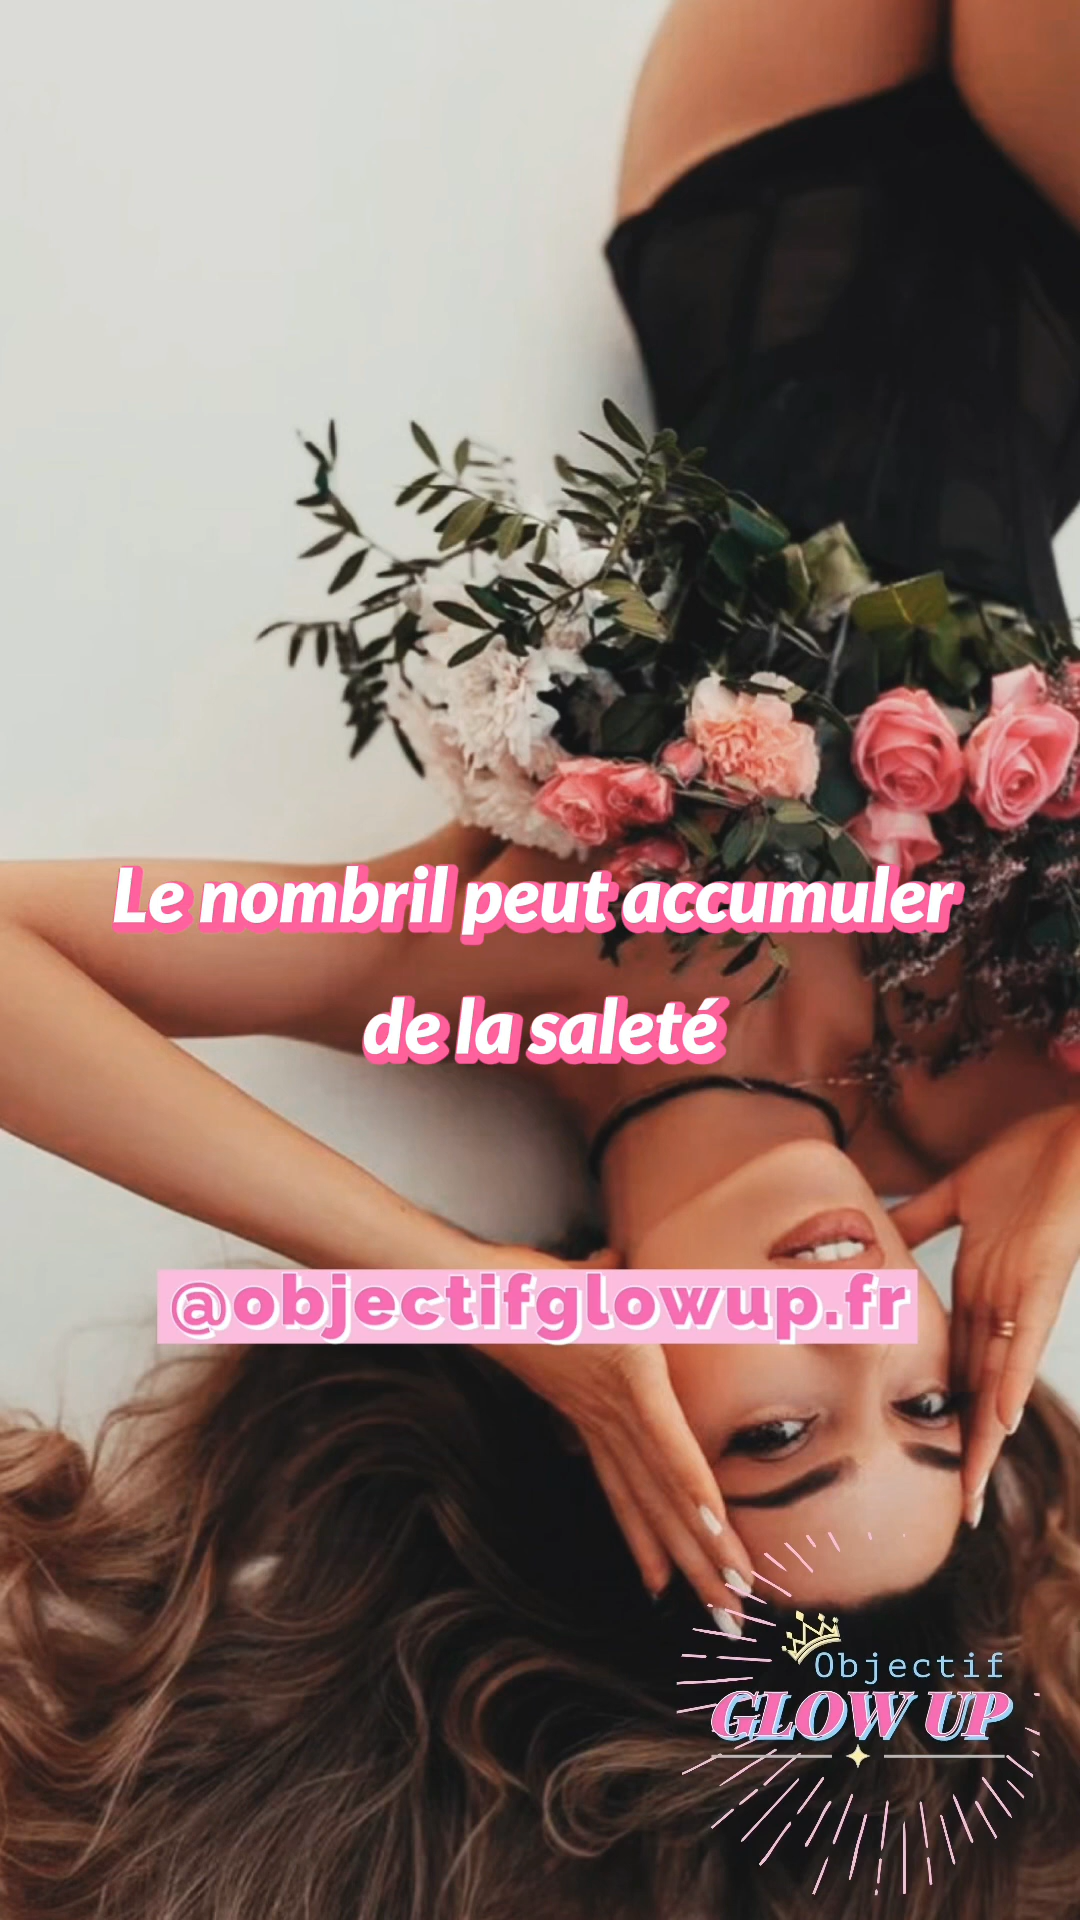 Le nombril peut accumuler
de la saleté
@objectifglowup.fr
Objectif
GLOW UP